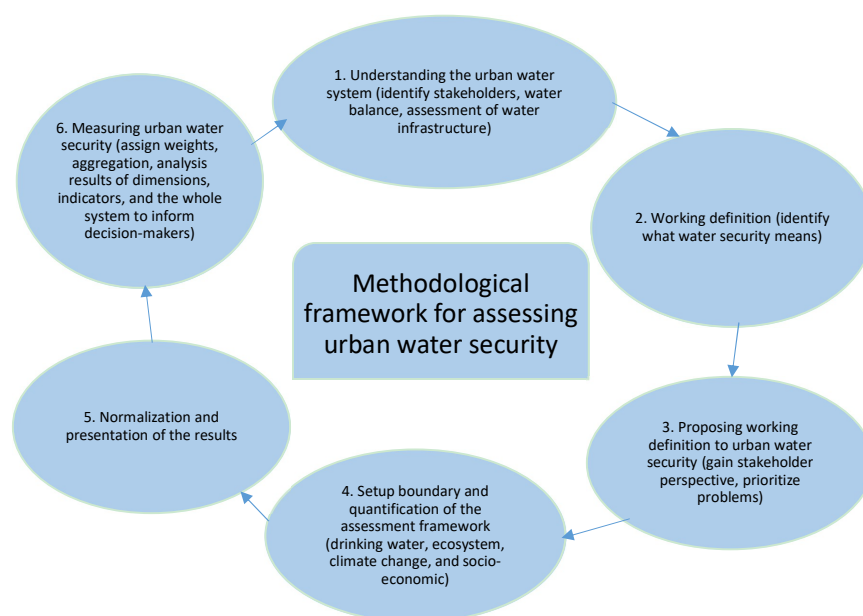 1. Understanding the urban water
system (identify stakeholders, water
balance, assessment of water
infrastructure)
2. Working definition (identify
what water security means)
3. Proposing working
definition to urban water
security (gain stakeholder
perspective, prioritize
problems)
4. Setup boundary and
quantification of the
assessment framework
(drinking water, ecosystem,
climate change, and socio-
economic)
5. Normalization and
presentation of the results
6. Measuring urban water
security (assign weights,
aggregation, analysis
results of dimensions,
indicators, and the whole
system to inform
decision-makers)
Methodological
framework for assessing
urban water security